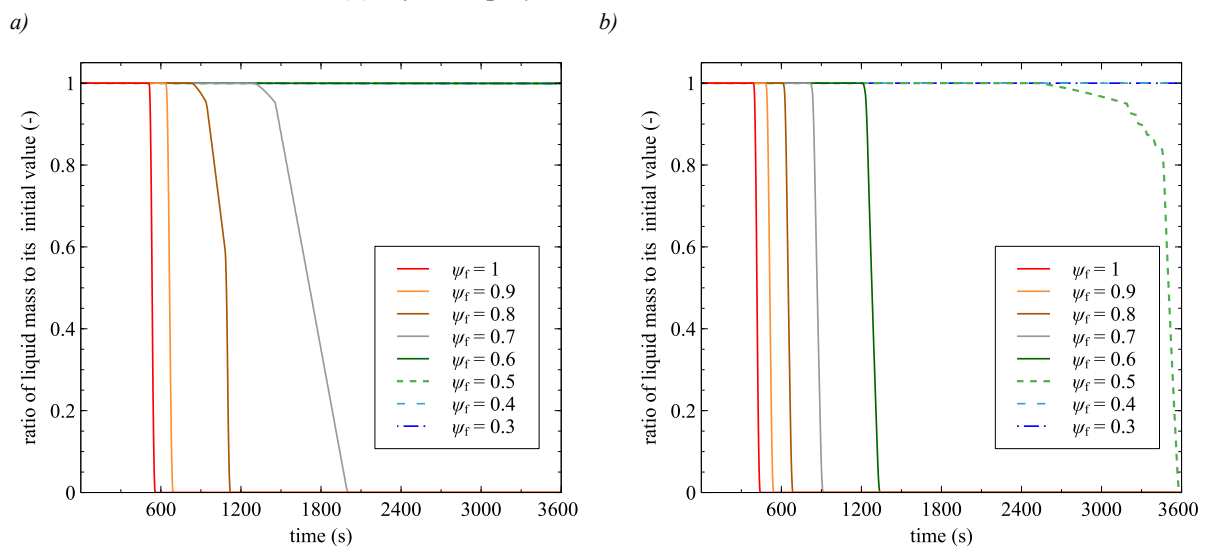 a)
b)
ratio of liquid mass to its initial value (-)
1
0.8
0.6
0.4
0.2
0
600
1200
1800
2400
3000
3600
time (s)
ψf = 1
ψf = 0.9
ψf = 0.8
ψf = 0.7
ψf = 0.6
ψf = 0.5
ψf = 0.4
ψf = 0.3
ratio of liquid mass to its initial value (-)
1
0.8
0.6
0.4
0.2
0
600
1200
1800
2400
3000
3600
time (s)
ψf = 1
ψf = 0.9
ψf = 0.8
ψf = 0.7
ψf = 0.6
ψf = 0.5
ψf = 0.4
ψf = 0.3